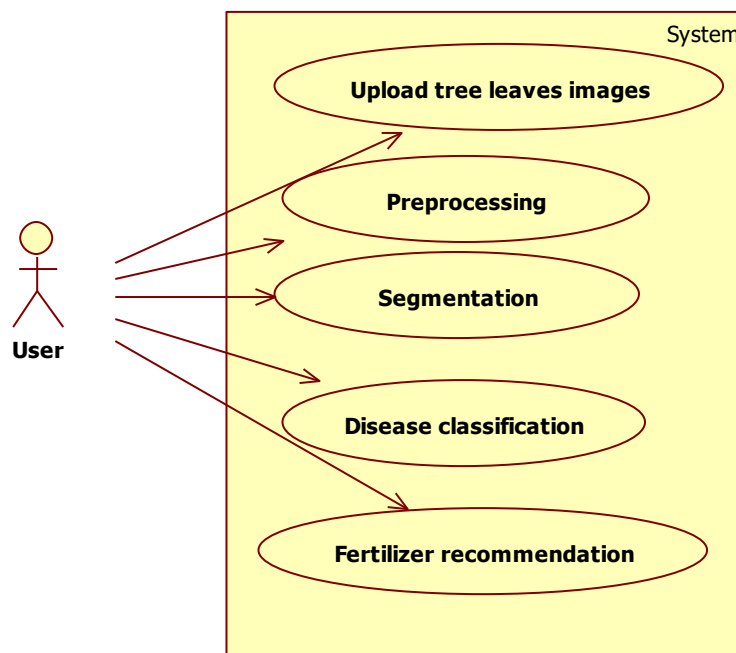 System
Upload tree leaves images
Preprocessing
Segmentation
User
Disease classification
Fertilizer recommendation